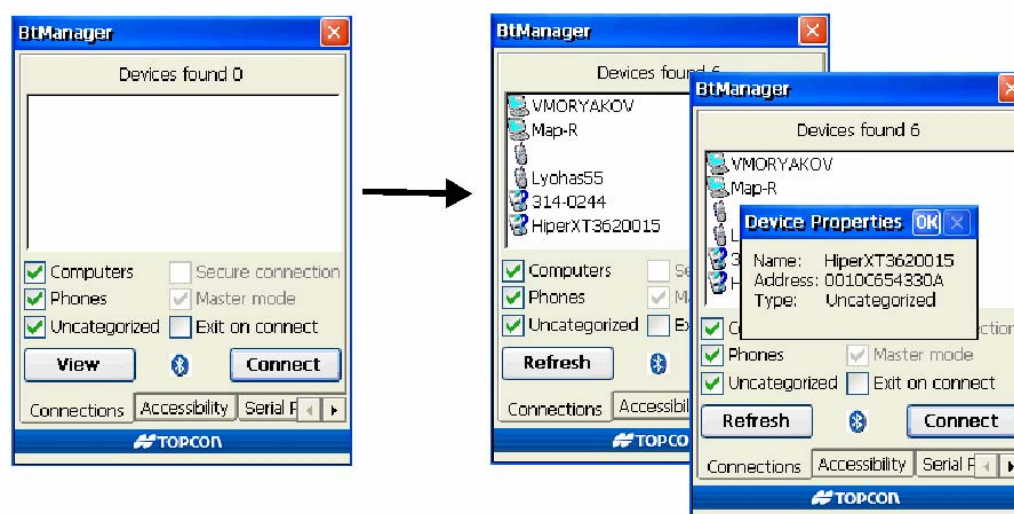 BtManager
Devices found 0
Computers
Secure connection
Phones
Master mode
Uncategorized
Exit on connect
View
Connect
Connections
Accessibility
Serial
TOPCON
BtManager
Devices found 6
VMORYAKOV
Map-R
Lyohas55
314-0244
HiperXT3620015
Computers
Phones
Uncategorized
Refresh
Connections
Accessibil
TOPCO
BtManager
Devices found 6
VMORYAKOV
Map-R
Device Properties OK
Name: HiperXT3620015
Address: 0010C654330A
Type: Uncategorized
Phones
Master mode
Uncategorized
Exit on connect
Refresh
Connect
Connections
Accessibility
Serial
TOPCON